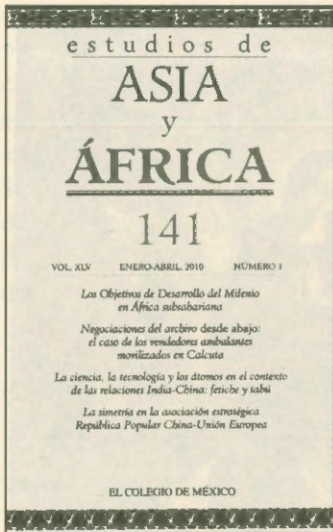 estudios de
ASIA
y
ÁFRICA
141
VOL. XLV ENERO-ABRIL, 2010 NÚMERO 1
Los Objetivos de Desarrollo del Milenio
en África subsahariana
Negociaciones del archivo desde abajo:
el caso de los vendedores ambulantes
movilizados en Calcuta
La ciencia, la tecnología y los átomos en el contexto
de las relaciones India-China: fetiche y tabú
La simetría en la asociación estratégica
República Popular China-Unión Europea
EL COLEGIO DE MÉXICO